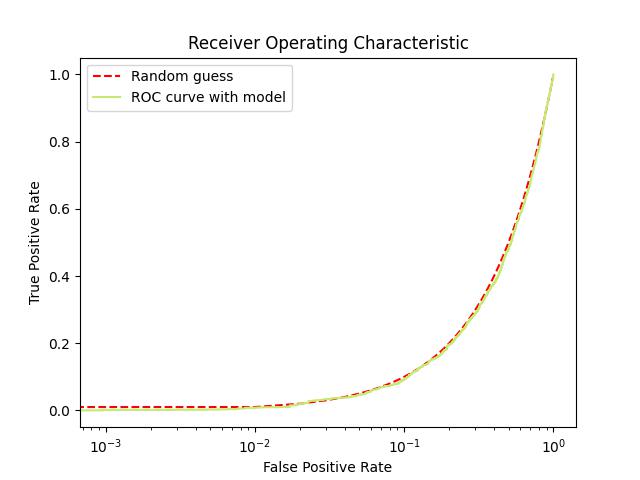 Receiver Operating Characteristic
Random guess
ROC curve with model
1.0
0.8
0.6
0.4
0.2
0.0
True Positive Rate
10⁻³
10⁻²
10⁻¹
10⁰
False Positive Rate